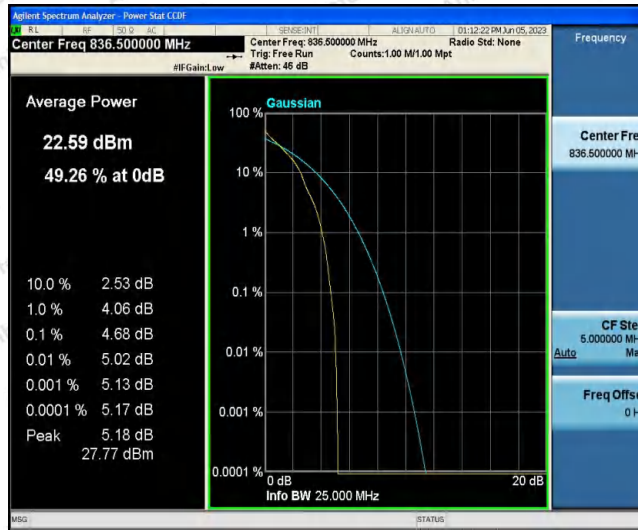 Agilent Spectrum Analyzer - Power Stat CCDF
RL RF 50 Ω AC SENSE:INT ALIGN AUTO 01:12:22 PM Jun 05, 2023
Center Freq 836.500000 MHz
Center Freq: 836.500000 MHz Radio Std: None
Trig: Free Run Counts:1.00 M/1.00 Mpt
#IFGain:Low #Atten: 46 dB
Average Power
22.59 dBm
49.26 % at 0dB
10.0 % 2.53 dB
1.0 % 4.06 dB
0.1 % 4.68 dB
0.01 % 5.02 dB
0.001 % 5.13 dB
0.0001 % 5.17 dB
Peak 5.18 dB
27.77 dBm
Gaussian
100 %
10 %
1 %
0.1 %
0.01 %
0.001 %
0.0001 %
0 dB 20 dB
Info BW 25.000 MHz
Frequency
Center Fre
836.500000 MH
CF Ste
5.000000 MH
Auto Ma
Freq Offs
0 H
MSG STATUS